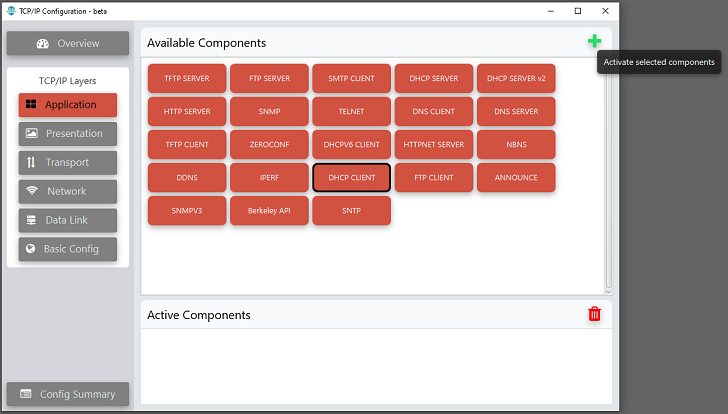 TCP/IP Configuration - beta
Overview
Available Components
Activate selected components
TCP/IP Layers
Application
Presentation
Transport
Network
Data Link
Basic Config
TFTP SERVER FTP SERVER SMTP CLIENT DHCP SERVER DHCP SERVER v2
HTTP SERVER SNMP TELNET DNS CLIENT DNS SERVER
TFTP CLIENT ZEROCONF DHCPV6 CLIENT HTTPNET SERVER NBNS
DDNS IPERF DHCP CLIENT FTP CLIENT ANNOUNCE
SNMPV3 Berkeley API SNTP
Active Components
Config Summary